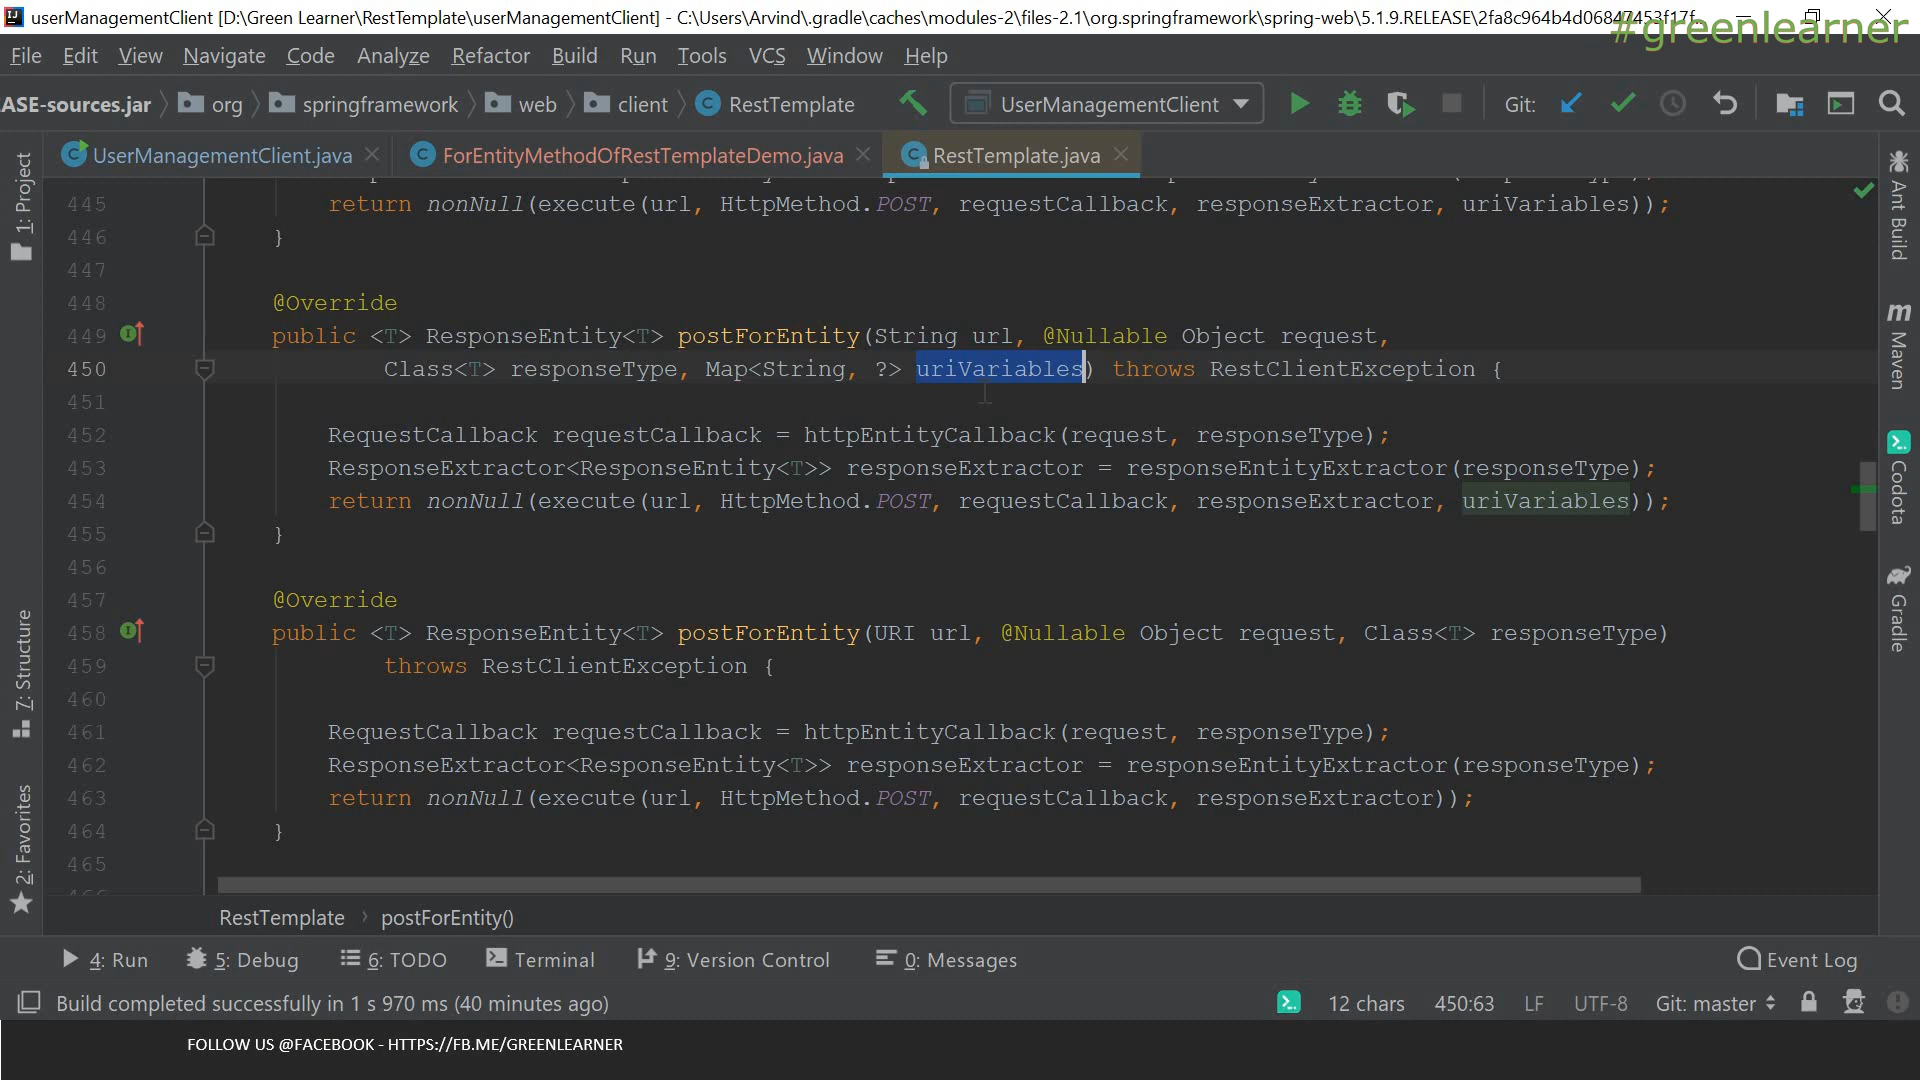 userManagementClient [D:\Green Learner\RestTemplate\userManagementClient] - C:\Users\Arvind\.gradle\caches\modules-2\files-2.1\org.springframework\spring-web\5.1.9.RELEASE\2fa8c964b4d06847453f17f...
#greenlearner
File Edit View Navigate Code Analyze Refactor Build Run Tools VCS Window Help
ASE-sources.jar org springframework web client RestTemplate UserManagementClient Git:
UserManagementClient.java ForEntityMethodOfRestTemplateDemo.java RestTemplate.java
445 return nonNull(execute(url, HttpMethod.POST, requestCallback, responseExtractor, uriVariables));
446 }
447
448 @Override
449 public <T> ResponseEntity<T> postForEntity(String url, @Nullable Object request,
450 Class<T> responseType, Map<String, ?> uriVariables) throws RestClientException {
451
452 RequestCallback requestCallback = httpEntityCallback(request, responseType);
453 ResponseExtractor<ResponseEntity<T>> responseExtractor = responseEntityExtractor(responseType);
454 return nonNull(execute(url, HttpMethod.POST, requestCallback, responseExtractor, uriVariables));
455 }
456
457 @Override
458 public <T> ResponseEntity<T> postForEntity(URI url, @Nullable Object request, Class<T> responseType)
459 throws RestClientException {
460
461 RequestCallback requestCallback = httpEntityCallback(request, responseType);
462 ResponseExtractor<ResponseEntity<T>> responseExtractor = responseEntityExtractor(responseType);
463 return nonNull(execute(url, HttpMethod.POST, requestCallback, responseExtractor));
464 }
465
1: Project
7: Structure
2: Favorites
Ant Build
Maven
Codota
Gradle
RestTemplate › postForEntity()
4: Run 5: Debug 6: TODO Terminal 9: Version Control 0: Messages Event Log
Build completed successfully in 1 s 970 ms (40 minutes ago) 12 chars 450:63 LF UTF-8 Git: master
FOLLOW US @FACEBOOK - HTTPS://FB.ME/GREENLEARNER